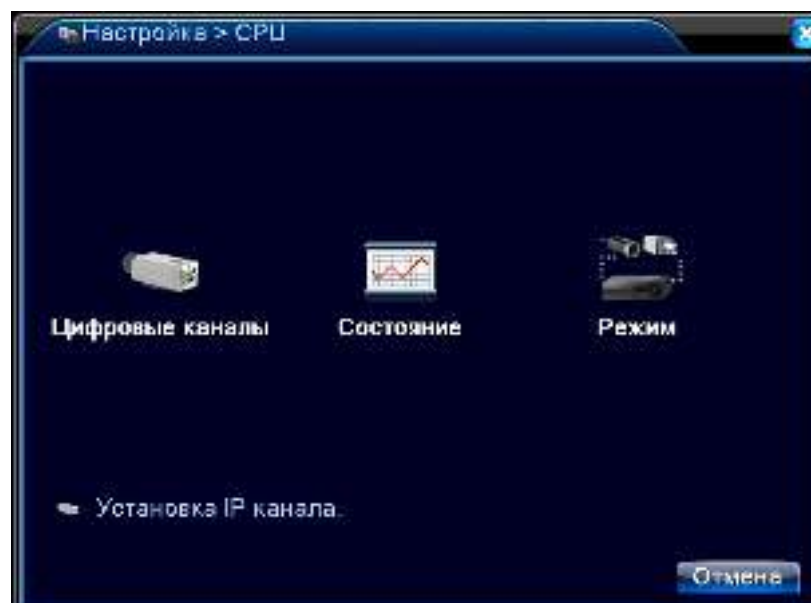 Настройка > CPU
Цифровые каналы
Состояние
Режим
Установка IP канала.
Отмена